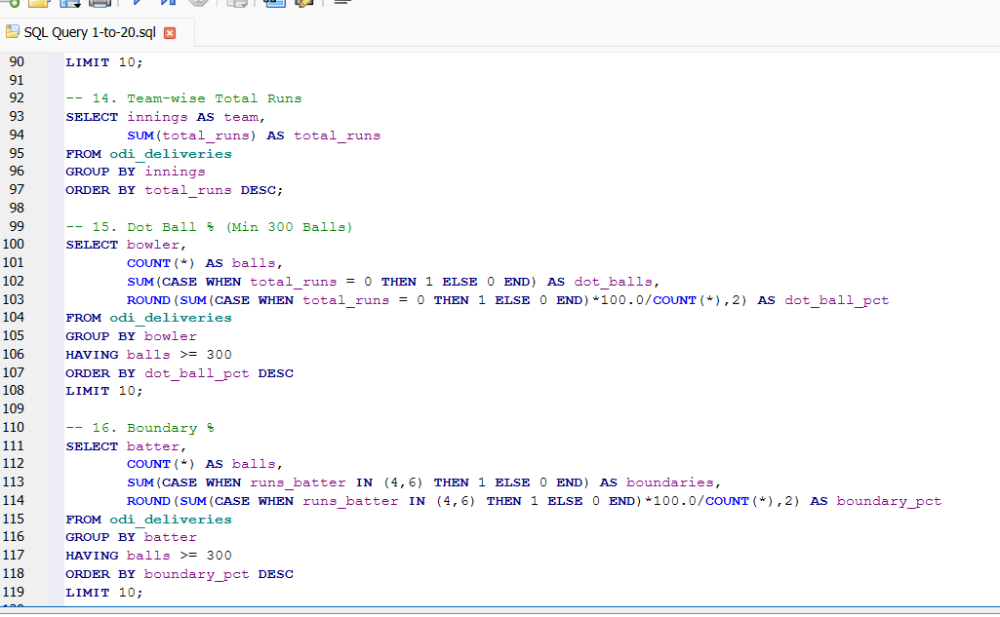 SQL Query 1-to-20.sql
90 LIMIT 10;
91
92 -- 14. Team-wise Total Runs
93 SELECT innings AS team,
94 SUM(total_runs) AS total_runs
95 FROM odi_deliveries
96 GROUP BY innings
97 ORDER BY total_runs DESC;
98
99 -- 15. Dot Ball % (Min 300 Balls)
100 SELECT bowler,
101 COUNT(*) AS balls,
102 SUM(CASE WHEN total_runs = 0 THEN 1 ELSE 0 END) AS dot_balls,
103 ROUND(SUM(CASE WHEN total_runs = 0 THEN 1 ELSE 0 END)*100.0/COUNT(*),2) AS dot_ball_pct
104 FROM odi_deliveries
105 GROUP BY bowler
106 HAVING balls >= 300
107 ORDER BY dot_ball_pct DESC
108 LIMIT 10;
109
110 -- 16. Boundary %
111 SELECT batter,
112 COUNT(*) AS balls,
113 SUM(CASE WHEN runs_batter IN (4,6) THEN 1 ELSE 0 END) AS boundaries,
114 ROUND(SUM(CASE WHEN runs_batter IN (4,6) THEN 1 ELSE 0 END)*100.0/COUNT(*),2) AS boundary_pct
115 FROM odi_deliveries
116 GROUP BY batter
117 HAVING balls >= 300
118 ORDER BY boundary_pct DESC
119 LIMIT 10;